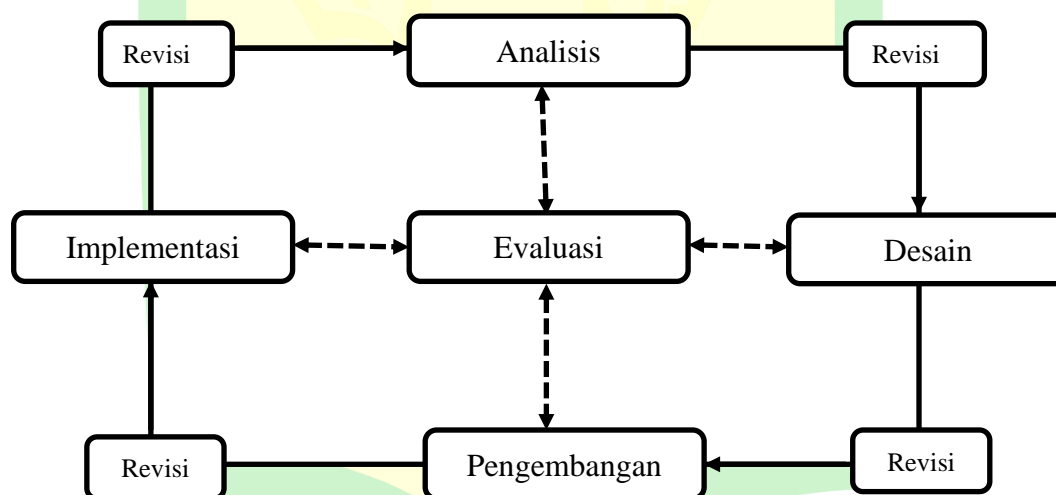 Revisi
Analisis
Revisi
Implementasi
Evaluasi
Desain
Revisi
Pengembangan
Revisi